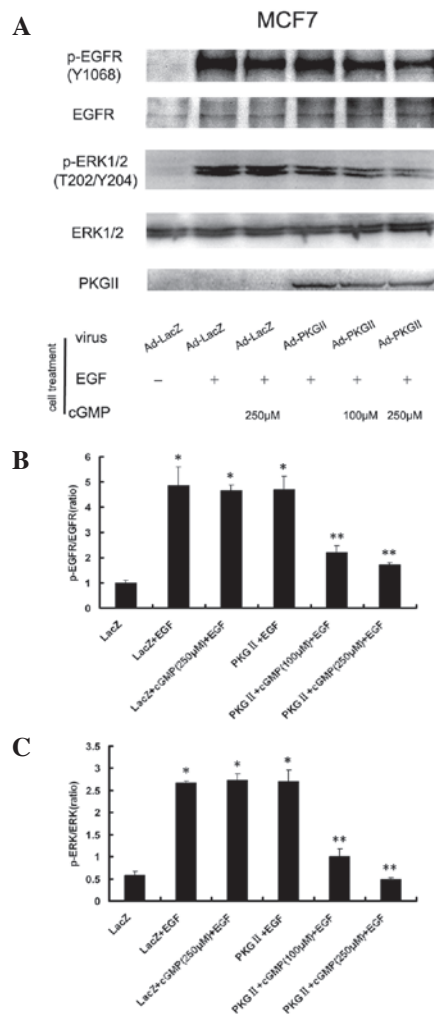 A
MCF7
p-EGFR
(Y1068)
EGFR
p-ERK1/2
(T202/Y204)
ERK1/2
PKGII
cell treatment
virus
Ad-LacZ Ad-LacZ Ad-LacZ Ad-PKGII Ad-PKGII Ad-PKGII
EGF
− + + + + +
cGMP
250μM 100μM 250μM
B
p-EGFR/EGFR(ratio)
6
5
4
3
2
1
0
* * * ** **
LacZ
LacZ+EGF
LacZ+cGMP(250μM)+EGF
PKG II +EGF
PKG II +cGMP(100μM)+EGF
PKG II +cGMP(250μM)+EGF
C
p-ERK/ERK(ratio)
3.5
3
2.5
2
1.5
1
0.5
0
* * * ** **
LacZ
LacZ+EGF
LacZ+cGMP(250μM)+EGF
PKG II +EGF
PKG II +cGMP(100μM)+EGF
PKG II +cGMP(250μM)+EGF